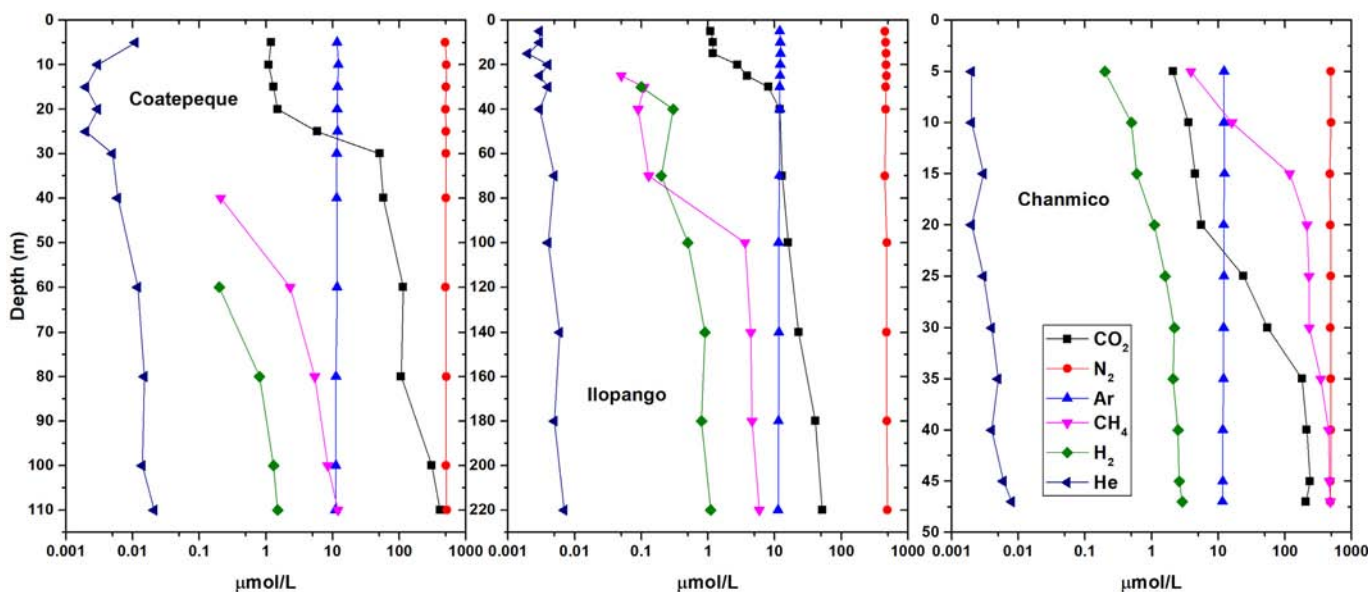 Depth (m)
0
10
20
30
40
50
60
70
80
90
100
110
Coatepeque
0.001 0.01 0.1 1 10 100 1000
μmol/L
0
20
40
60
80
100
120
140
160
180
200
220
Ilopango
0.001 0.01 0.1 1 10 100 1000
μmol/L
0
5
10
15
20
25
30
35
40
45
50
Chanmico
CO₂
N₂
Ar
CH₄
H₂
He
0.001 0.01 0.1 1 10 100 1000
μmol/L